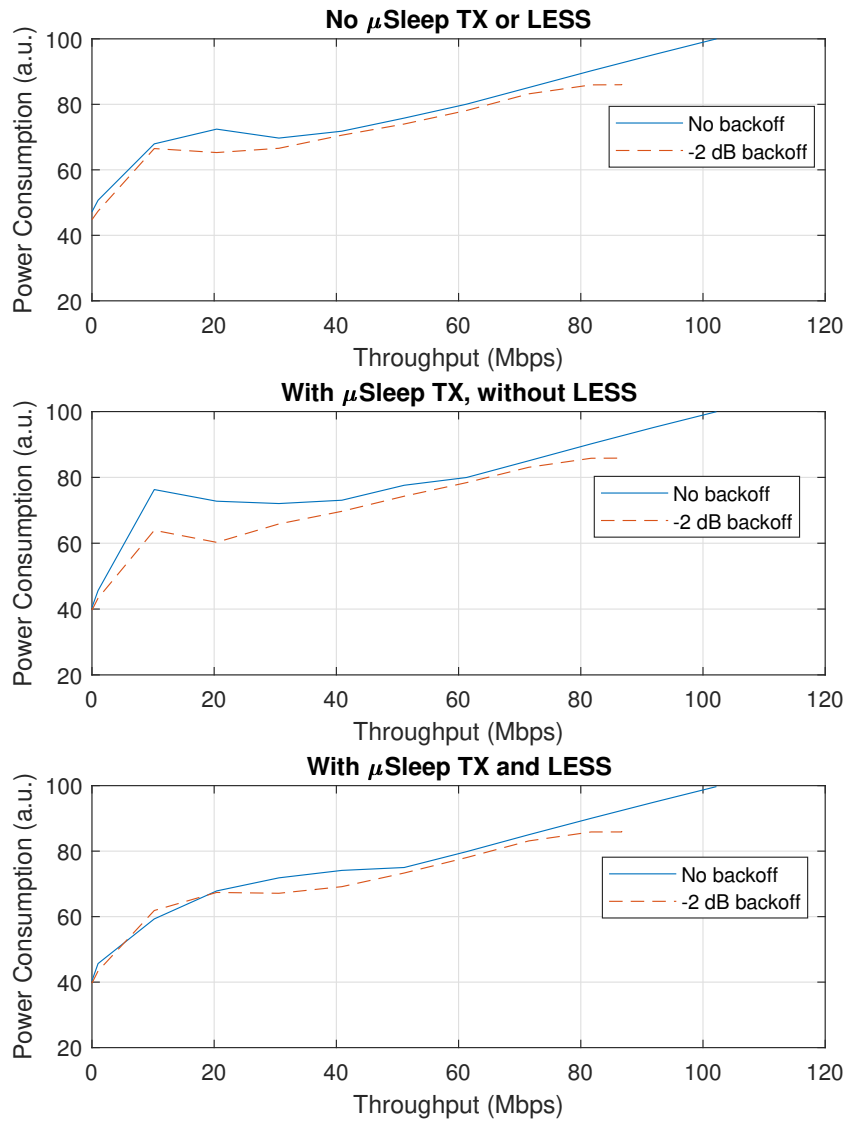 No μSleep TX or LESS
100
80
60
40
20
Power Consumption (a.u.)
No backoff
-2 dB backoff
0 20 40 60 80 100 120
Throughput (Mbps)
With μSleep TX, without LESS
100
80
60
40
20
Power Consumption (a.u.)
No backoff
-2 dB backoff
0 20 40 60 80 100 120
Throughput (Mbps)
With μSleep TX and LESS
100
80
60
40
20
Power Consumption (a.u.)
No backoff
-2 dB backoff
0 20 40 60 80 100 120
Throughput (Mbps)